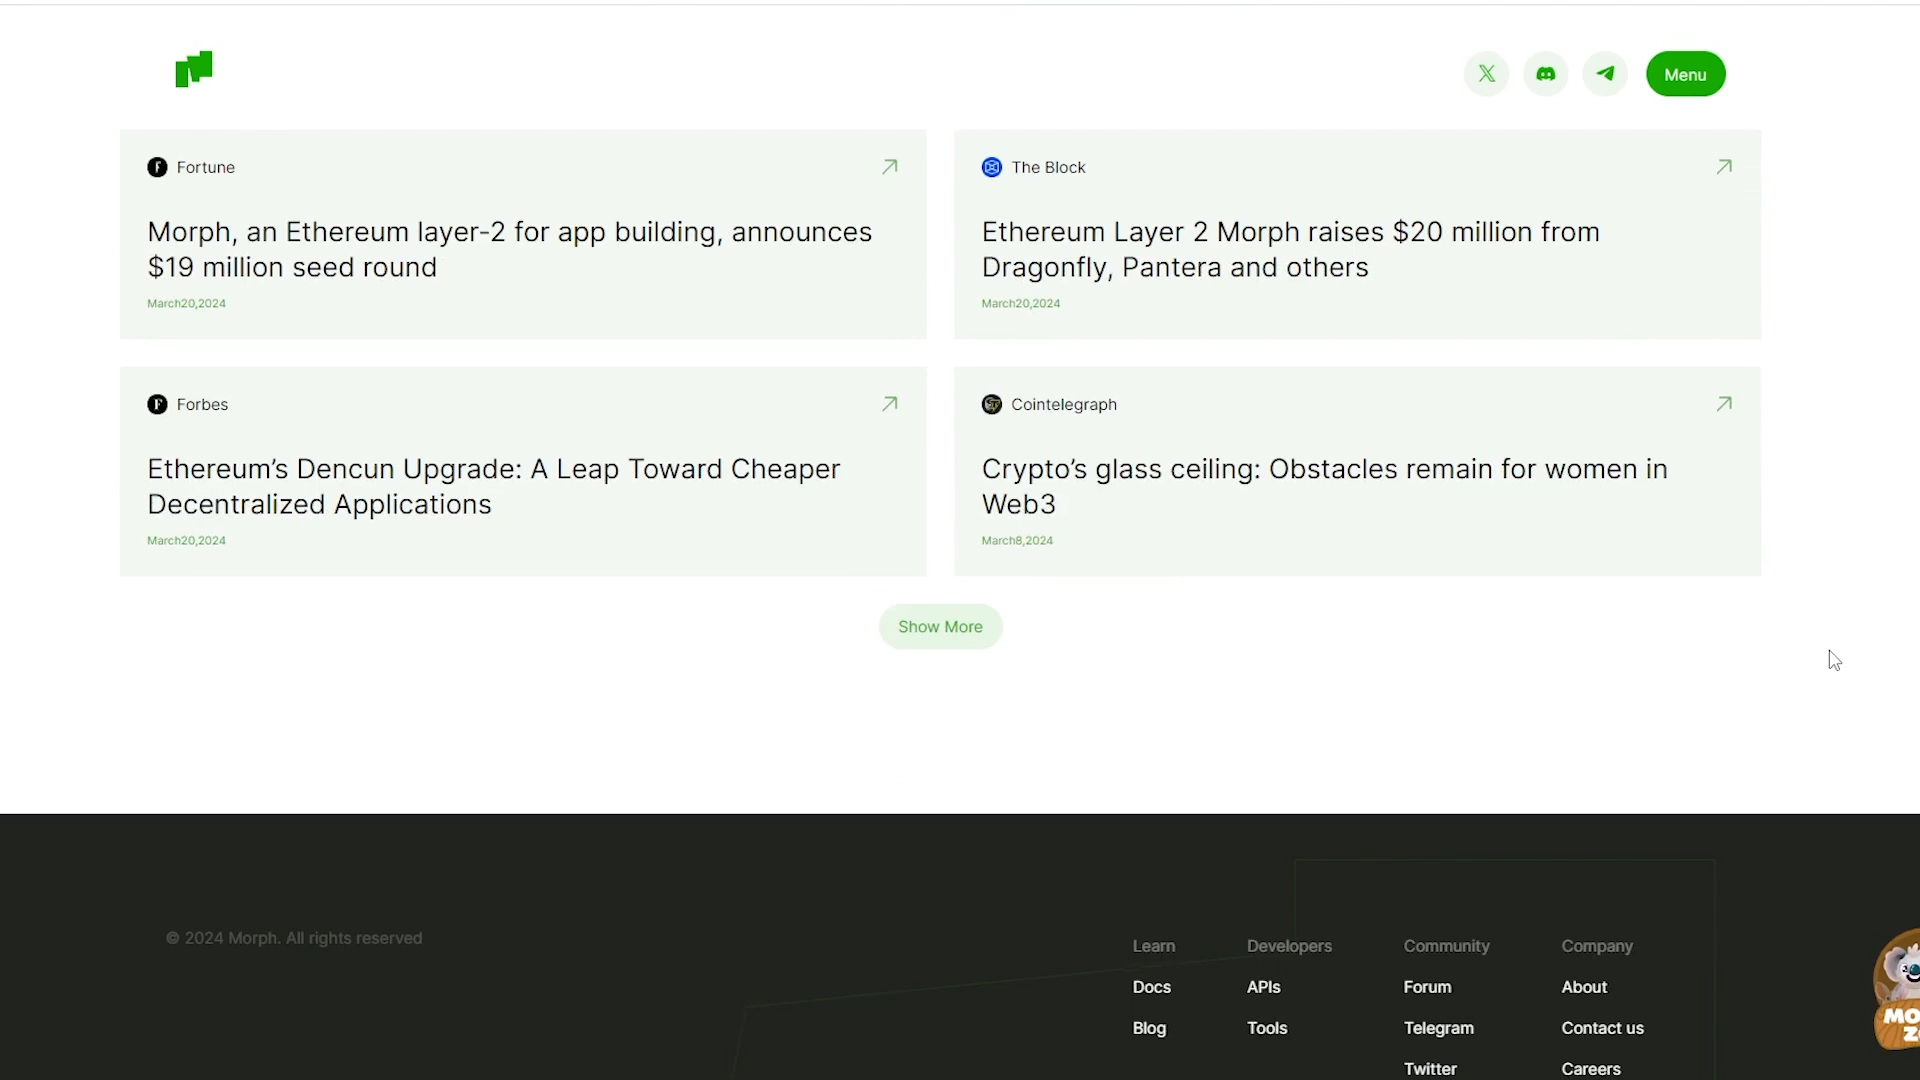 Menu
Fortune
Morph, an Ethereum layer-2 for app building, announces
$19 million seed round
March20,2024
The Block
Ethereum Layer 2 Morph raises $20 million from
Dragonfly, Pantera and others
March20,2024
Forbes
Ethereum’s Dencun Upgrade: A Leap Toward Cheaper
Decentralized Applications
March20,2024
Cointelegraph
Crypto’s glass ceiling: Obstacles remain for women in
Web3
March8,2024
Show More
© 2024 Morph. All rights reserved
Learn
Docs
Blog
Developers
APIs
Tools
Community
Forum
Telegram
Twitter
Company
About
Contact us
Careers